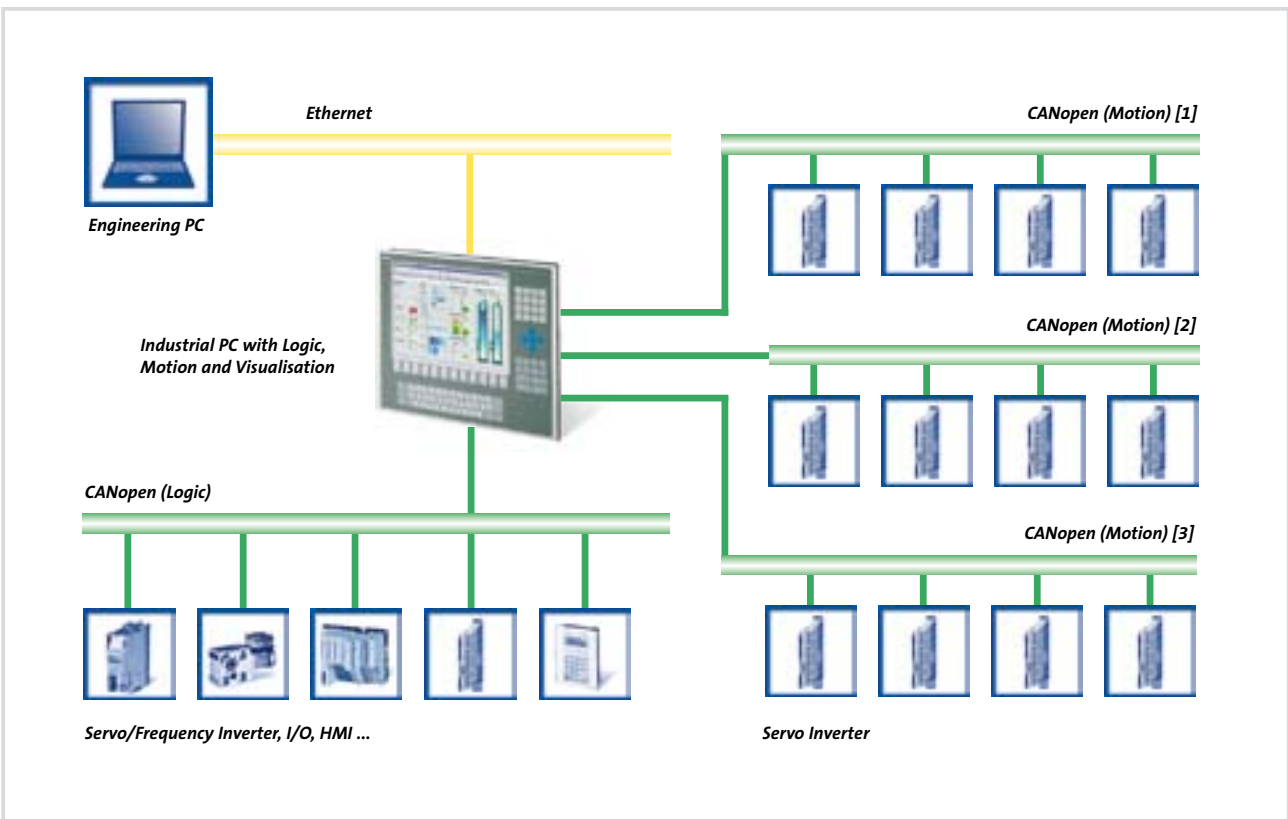 Ethernet
CANopen (Motion) [1]
Engineering PC
CANopen (Motion) [2]
Industrial PC with Logic,
Motion and Visualisation
CANopen (Logic)
CANopen (Motion) [3]
Servo/Frequency Inverter, I/O, HMI ...
Servo Inverter